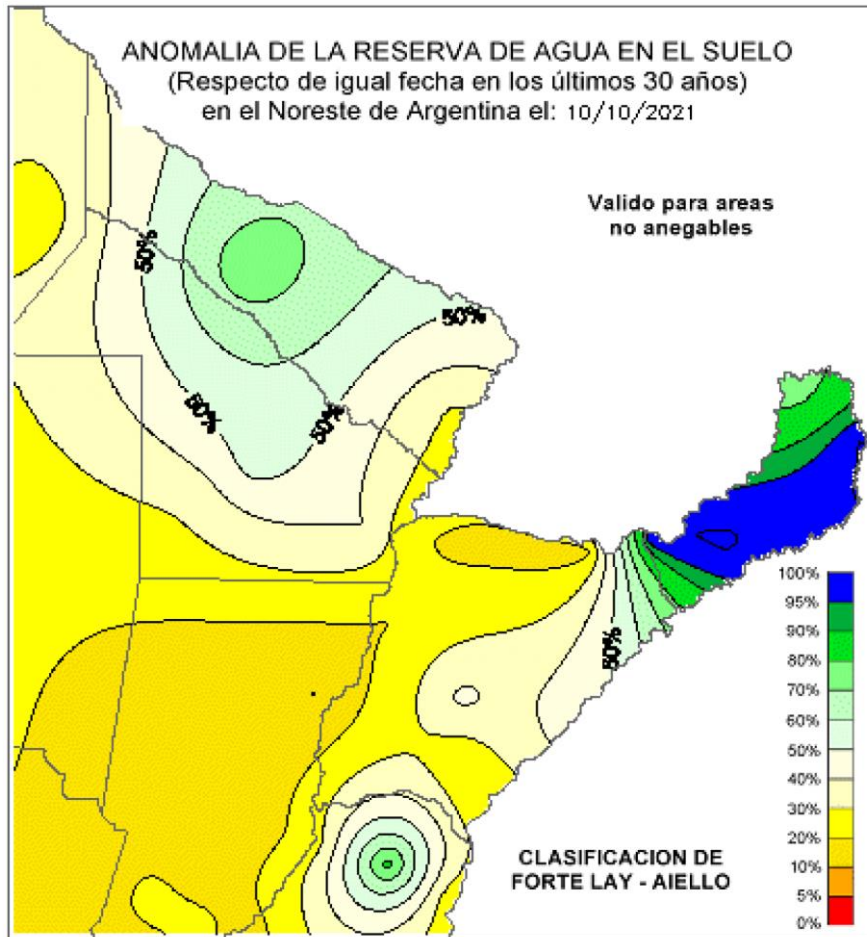 ANOMALIA DE LA RESERVA DE AGUA EN EL SUELO
(Respecto de igual fecha en los últimos 30 años)
en el Noreste de Argentina el: 10/10/2021
Valido para areas
no anegables
50%
50%
50%
50%
50%
100%
95%
90%
80%
70%
60%
50%
40%
30%
20%
10%
5%
0%
CLASIFICACION DE
FORTE LAY - AIELLO